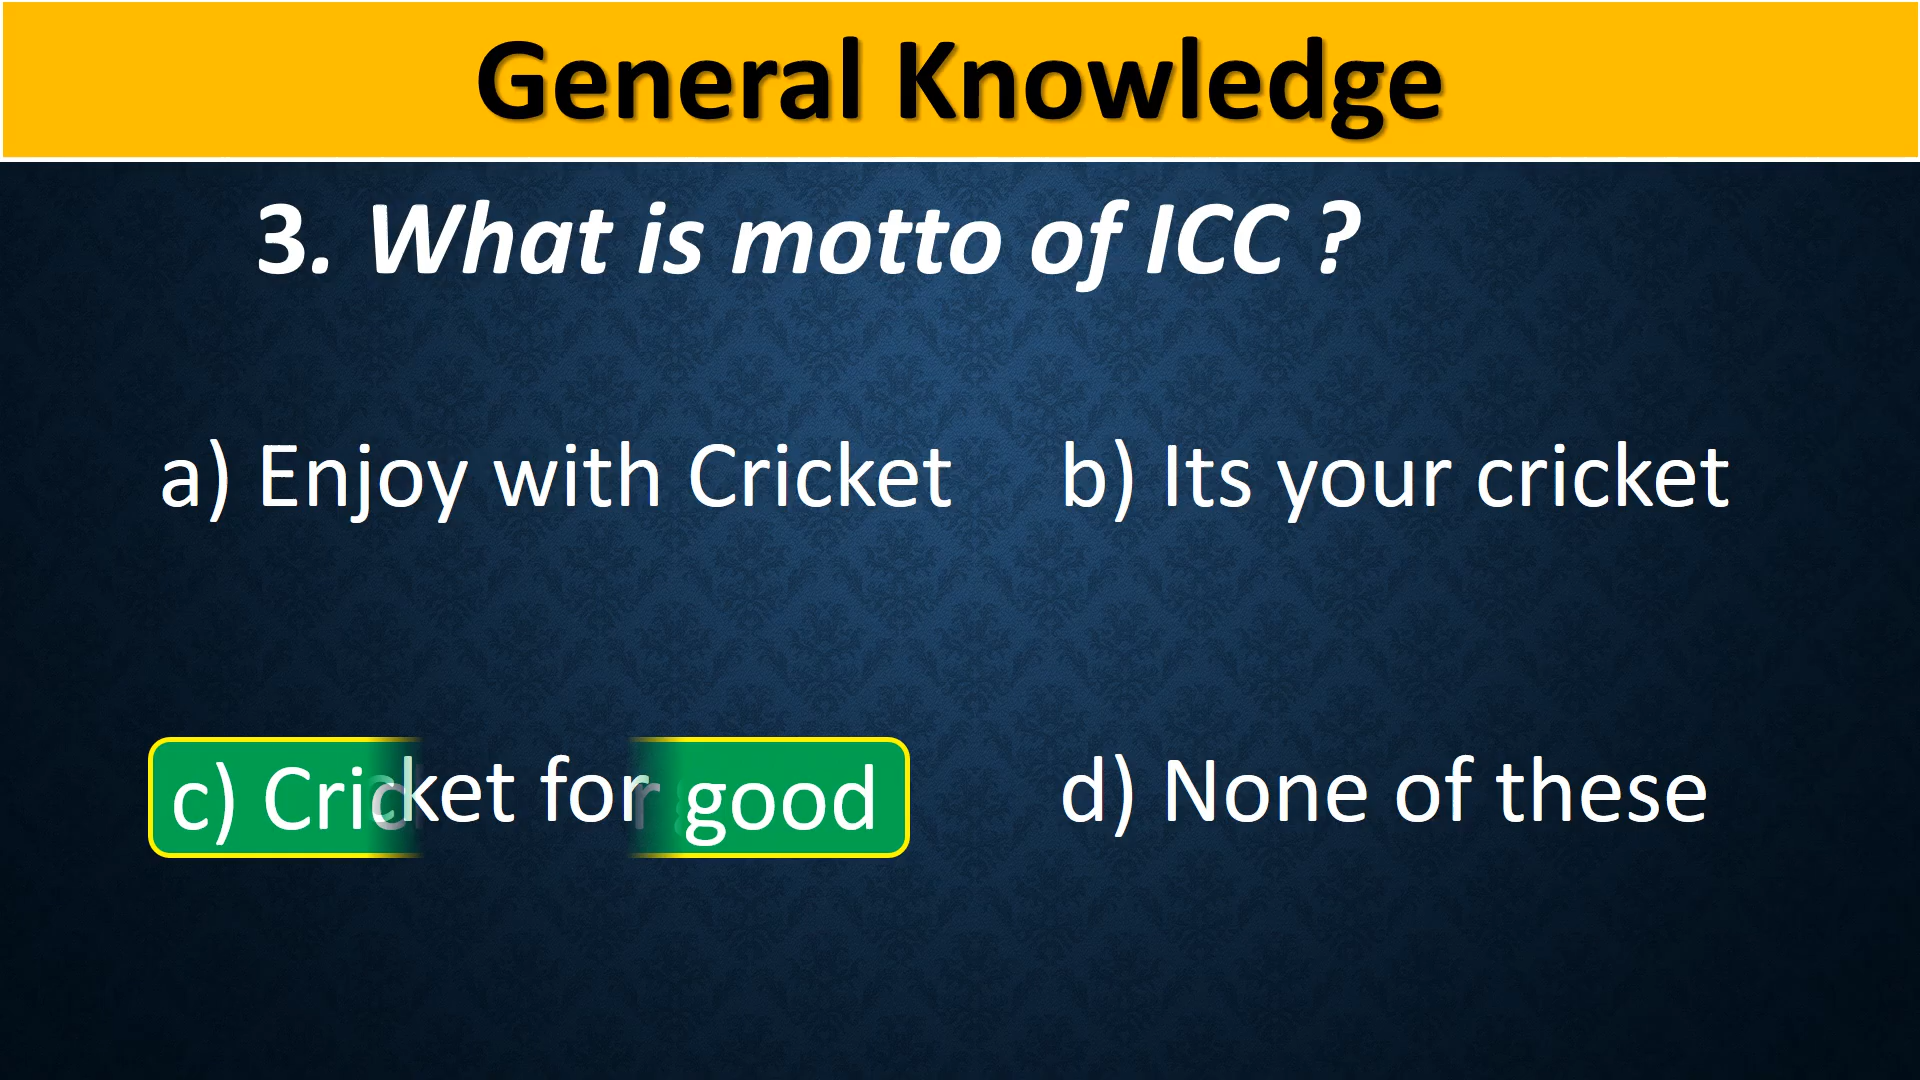 General Knowledge
3. What is motto of ICC ?
a) Enjoy with Cricket
b) Its your cricket
c) Cricket for good
d) None of these